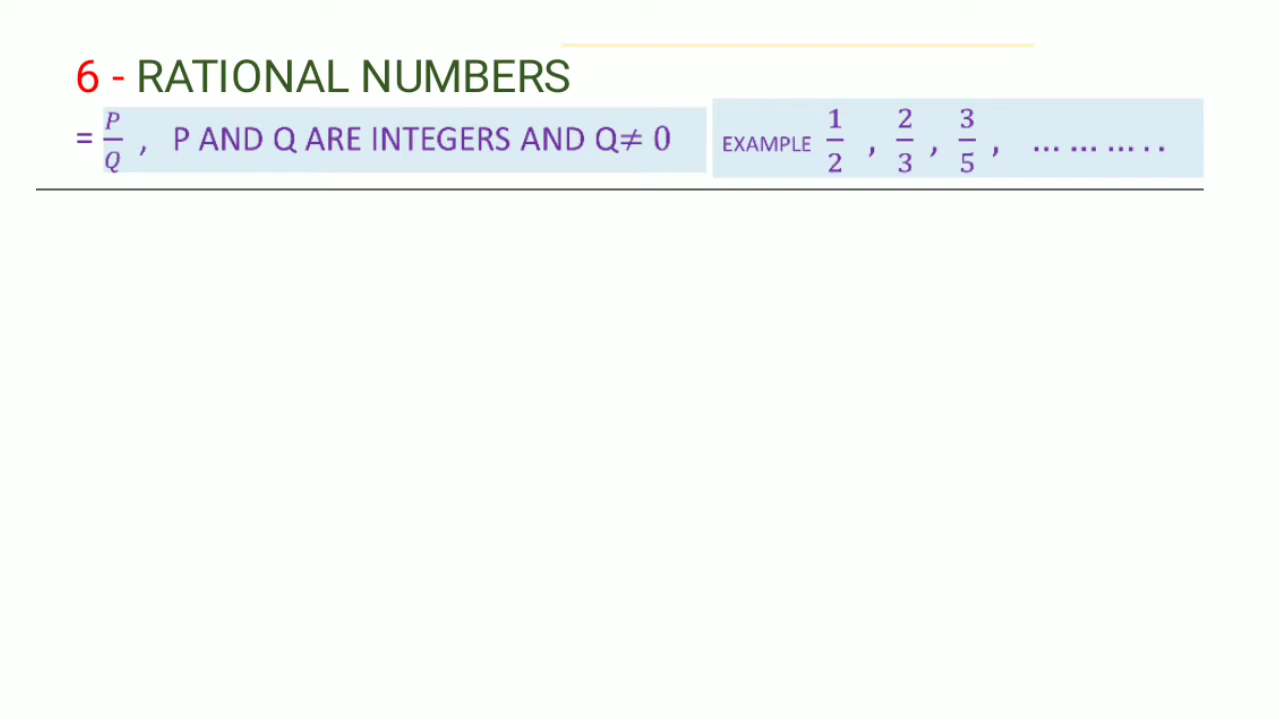 6 - RATIONAL NUMBERS
= P/Q , P AND Q ARE INTEGERS AND Q≠ 0 EXAMPLE 1/2 , 2/3 , 3/5 , … … … . .